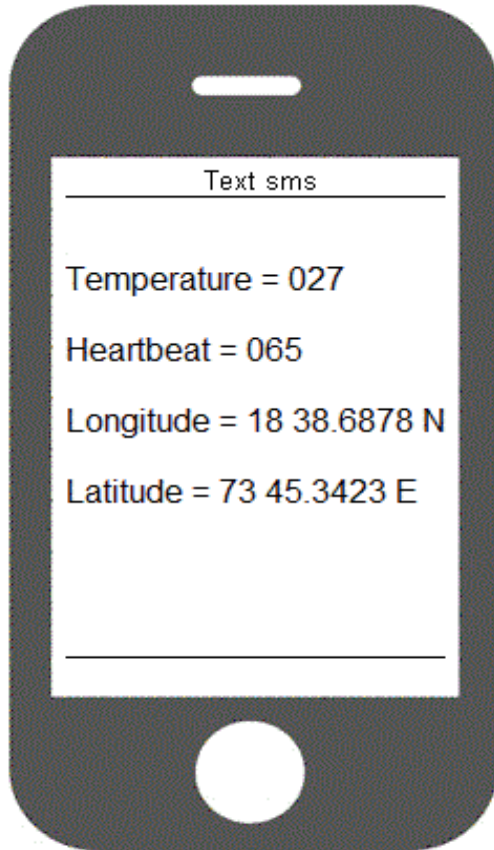 Text sms
Temperature = 027
Heartbeat = 065
Longitude = 18 38.6878 N
Latitude = 73 45.3423 E